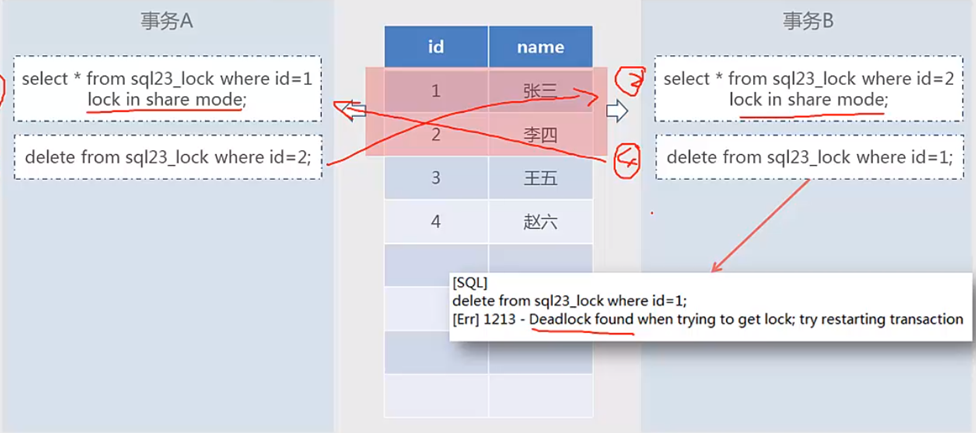 事务A
事务B
select * from sql23_lock where id=1
lock in share mode;
delete from sql23_lock where id=2;
id name
1 张三
2 李四
3 王五
4 赵六
②
select * from sql23_lock where id=2
lock in share mode;
④
delete from sql23_lock where id=1;
[SQL]
delete from sql23_lock where id=1;
[Err] 1213 - Deadlock found when trying to get lock; try restarting transaction